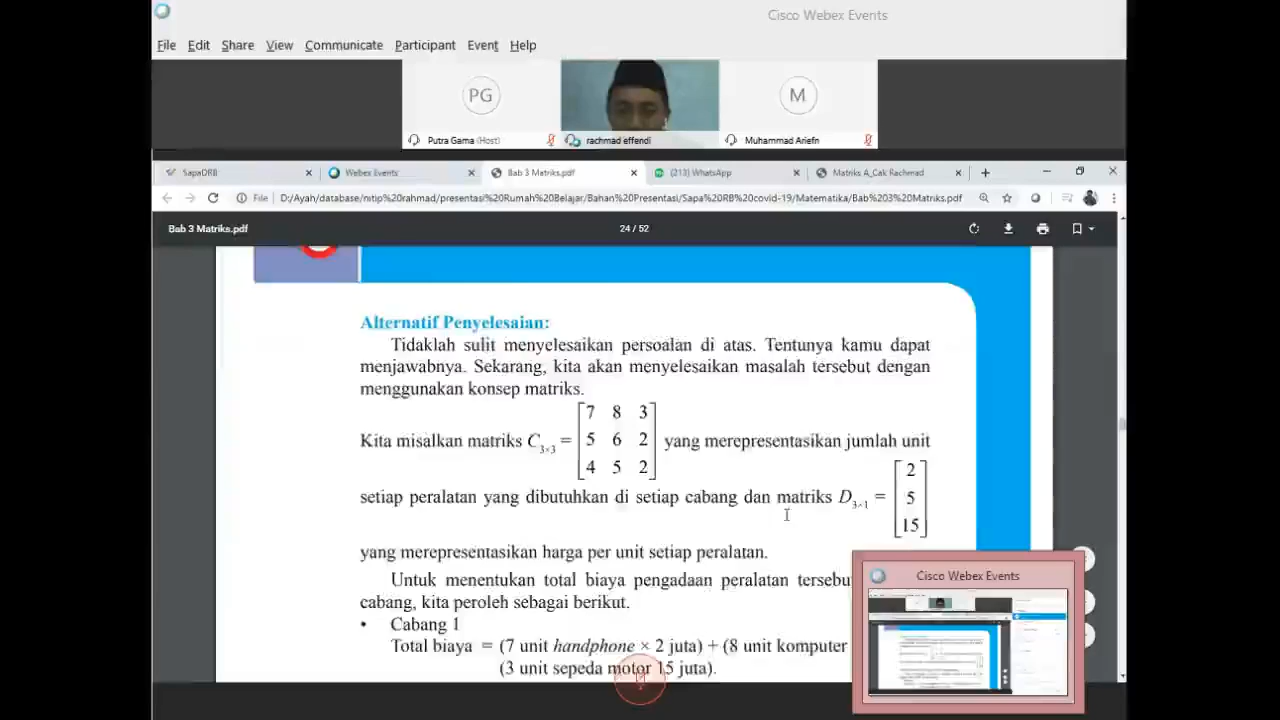 Cisco Webex Events
File Edit Share View Communicate Participant Event Help
PG
M
Putra Gama (Host)
rachmad effendi
Muhammad Ariefn
SapaDRB
Webex Events
Bab 3 Matriks.pdf
(213) WhatsApp
Matriks A_Cak Rachmad
File D:/Ayah/database/nitip%20rahmad/presentasi%20Rumah%20Belajar/Bahan%20Presentasi/Sapa%20RB%20covid-19/Matematika/Bab%203%20Matriks.pdf
Bab 3 Matriks.pdf
24 / 52
Alternatif Penyelesaian:
Tidaklah sulit menyelesaikan persoalan di atas. Tentunya kamu dapat
menjawabnya. Sekarang, kita akan menyelesaikan masalah tersebut dengan
menggunakan konsep matriks.
7 8 3
Kita misalkan matriks C3×3 = 5 6 2 yang merepresentasikan jumlah unit
4 5 2
2
setiap peralatan yang dibutuhkan di setiap cabang dan matriks D3×1 = 5
15
yang merepresentasikan harga per unit setiap peralatan.
Untuk menentukan total biaya pengadaan peralatan tersebu
cabang, kita peroleh sebagai berikut.
• Cabang 1
Total biaya = (7 unit handphone × 2 juta) + (8 unit komputer
(3 unit sepeda motor 15 juta).
Cisco Webex Events